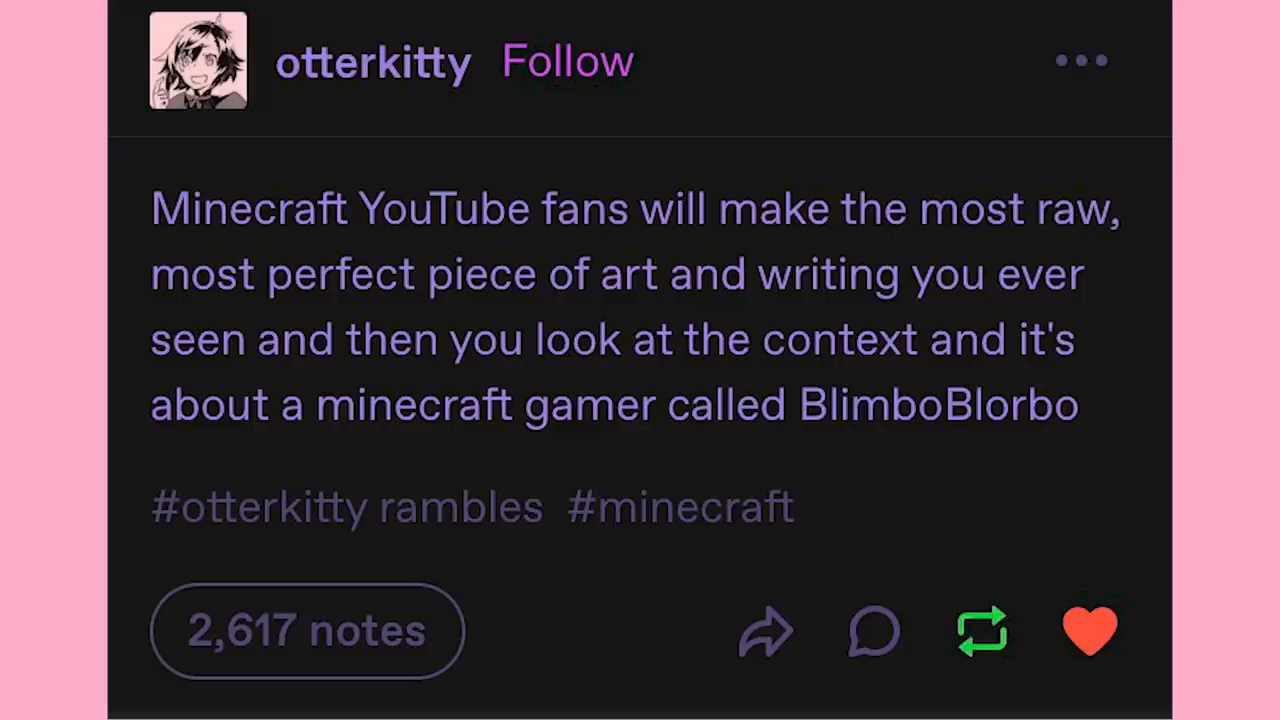 otterkitty Follow
Minecraft YouTube fans will make the most raw,
most perfect piece of art and writing you ever
seen and then you look at the context and it's
about a minecraft gamer called BlimboBlorbo
#otterkitty rambles #minecraft
2,617 notes